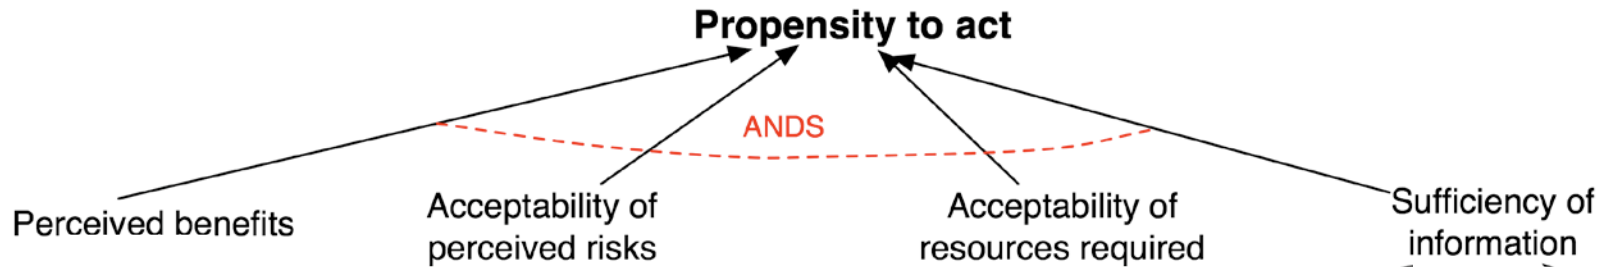 Propensity to act
ANDS
Perceived benefits
Acceptability of
perceived risks
Acceptability of
resources required
Sufficiency of
information